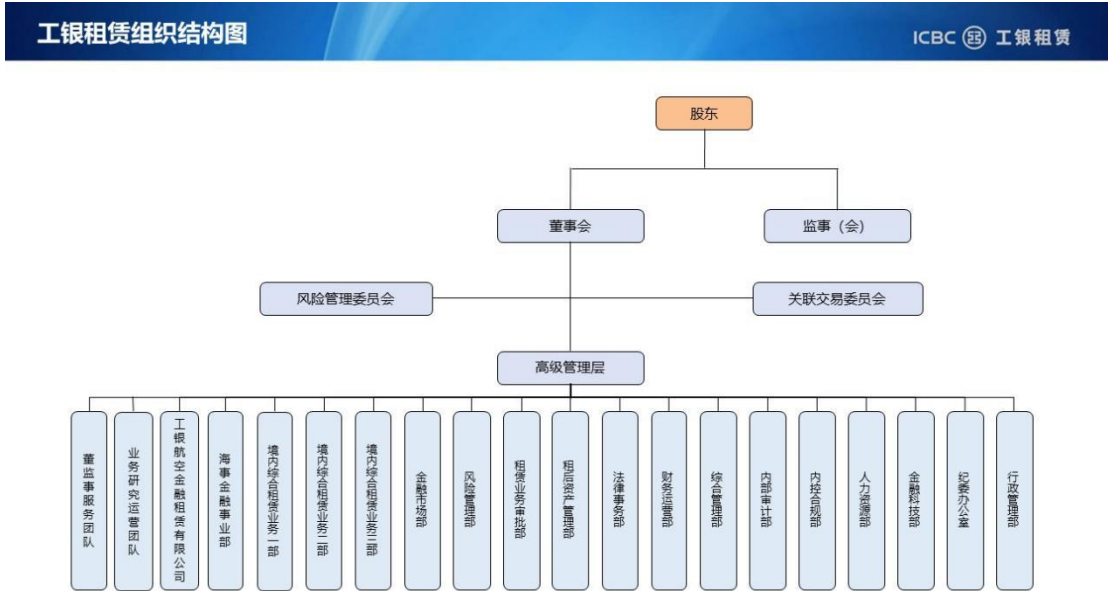 工银租赁组织结构图
ICBC 工银租赁
股东
董事会
监事（会）
风险管理委员会
关联交易委员会
高级管理层
董监事服务团队
业务研究运营团队
工银航空金融租赁有限公司
海事金融事业部
境内综合租赁业务一部
境内综合租赁业务二部
境内综合租赁业务三部
金融市场部
风险管理部
租赁业务审批部
租后资产管理部
法律事务部
财务运营部
综合管理部
内部审计部
内控合规部
人力资源部
金融科技部
纪委办公室
行政管理部